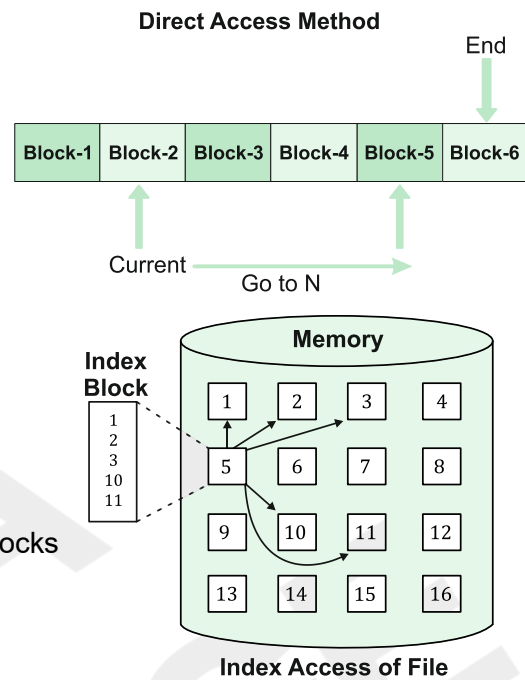 Direct Access Method
End
Block-1 Block-2 Block-3 Block-4 Block-5 Block-6
Current
Go to N
Memory
Index
Block
1
2
3
10
11
1 2 3 4
5 6 7 8
9 10 11 12
13 14 15 16
ocks
Index Access of File